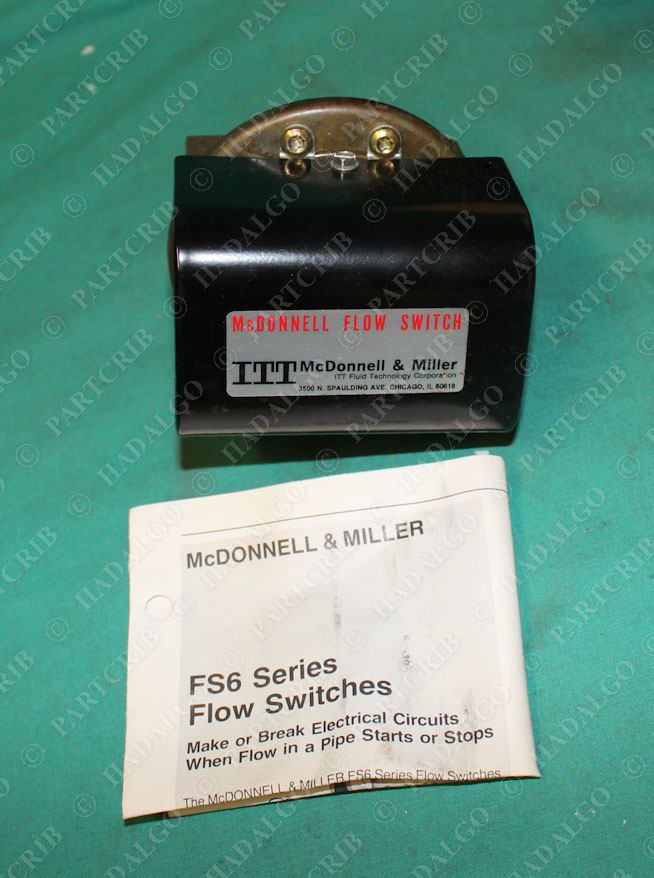 McDONNELL FLOW SWITCH
ITT McDonnell & Miller
ITT Fluid Technology Corporation
3500 N. SPAULDING AVE. CHICAGO, IL 60618
McDONNELL & MILLER
FS6 Series
Flow Switches
Make or Break Electrical Circuits
When Flow in a Pipe Starts or Stops
The McDONNELL & MILLER FS6 Series Flow Switches
© PARTCRIB
© HADALGO